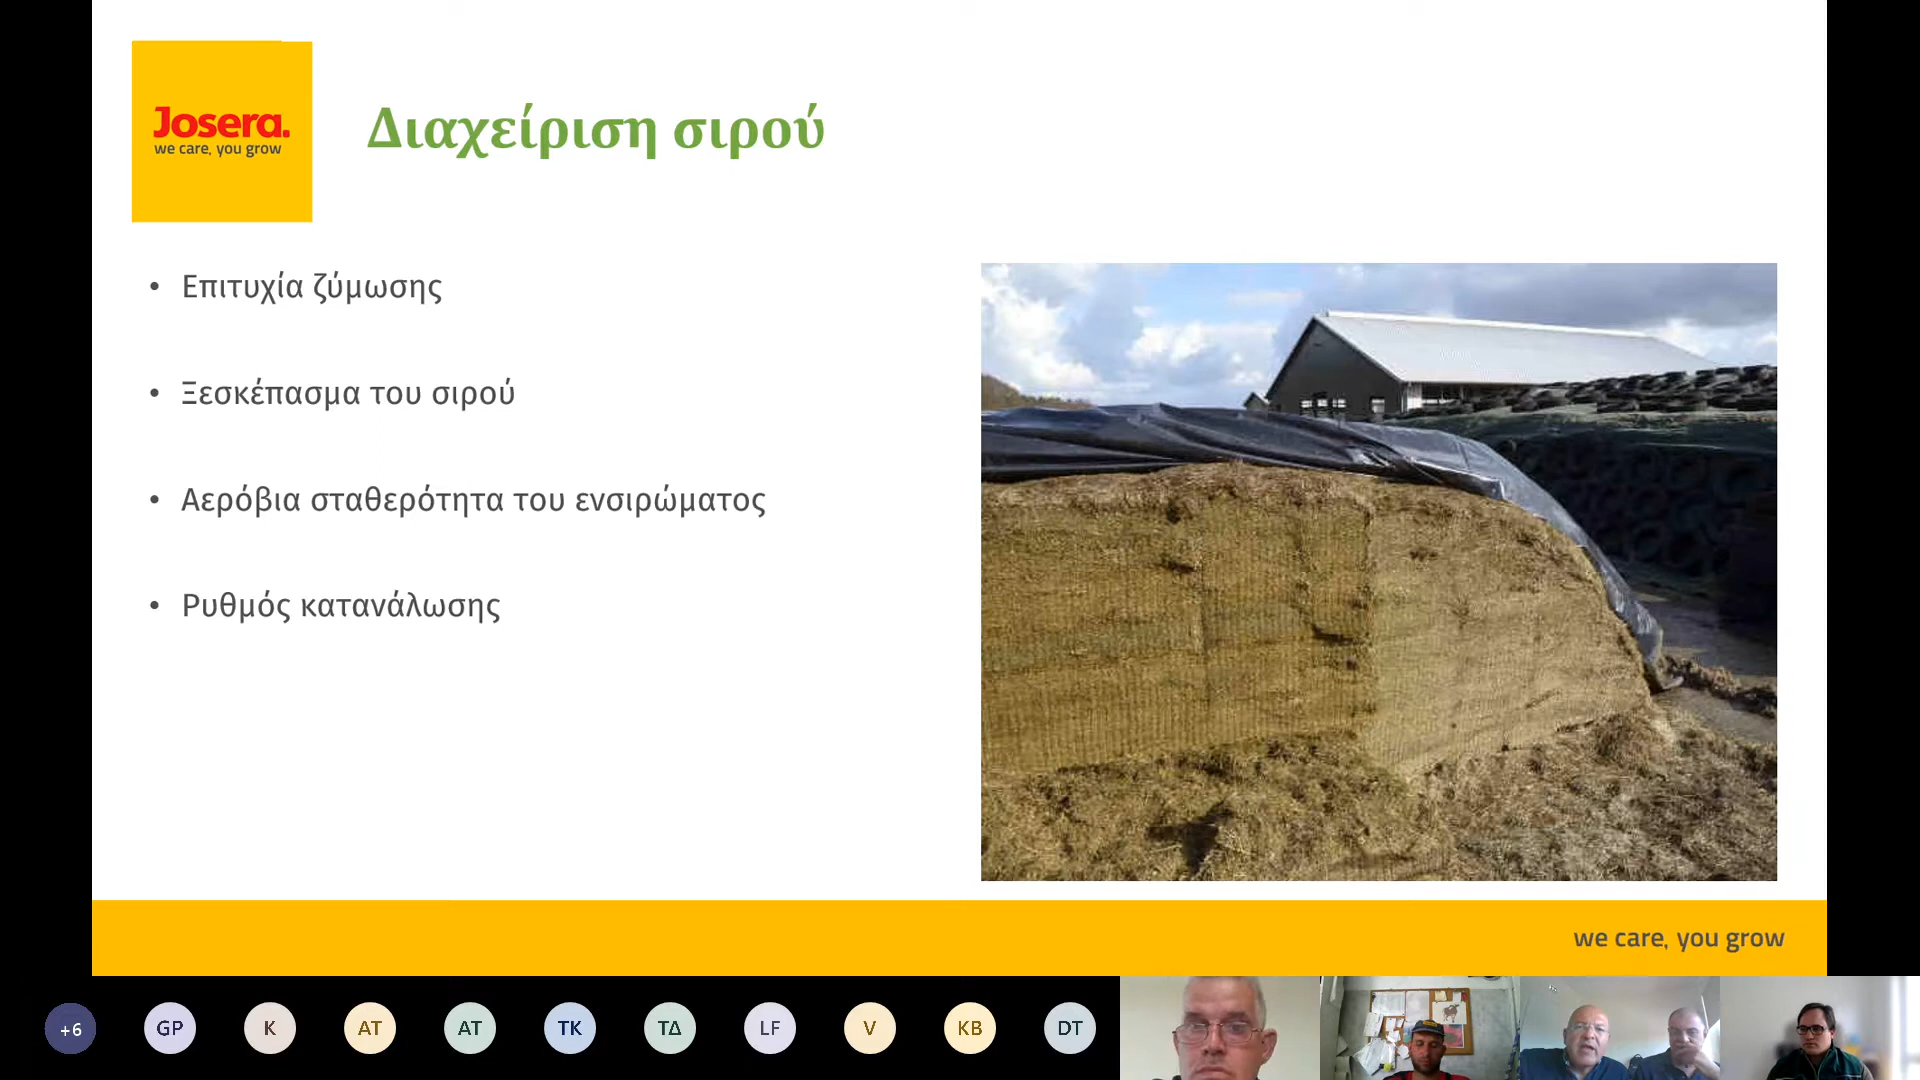 Josera.
we care, you grow
Διαχείριση σιρού
• Επιτυχία ζύμωσης
• Ξεσκέπασμα του σιρού
• Αερόβια σταθερότητα του ενσιρώματος
• Ρυθμός κατανάλωσης
we care, you grow
+6 GP K AT AT TK ΤΔ LF V KB DT